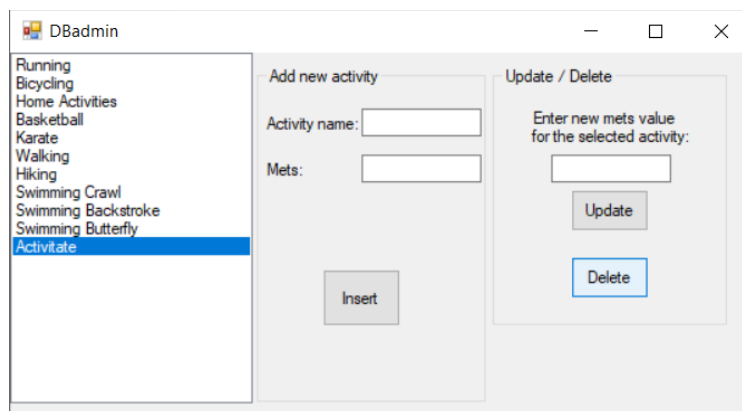 DBadmin
Running
Bicycling
Home Activities
Basketball
Karate
Walking
Hiking
Swimming Crawl
Swimming Backstroke
Swimming Butterfly
Activitate
Add new activity
Activity name:
Mets:
Insert
Update / Delete
Enter new mets value
for the selected activity:
Update
Delete